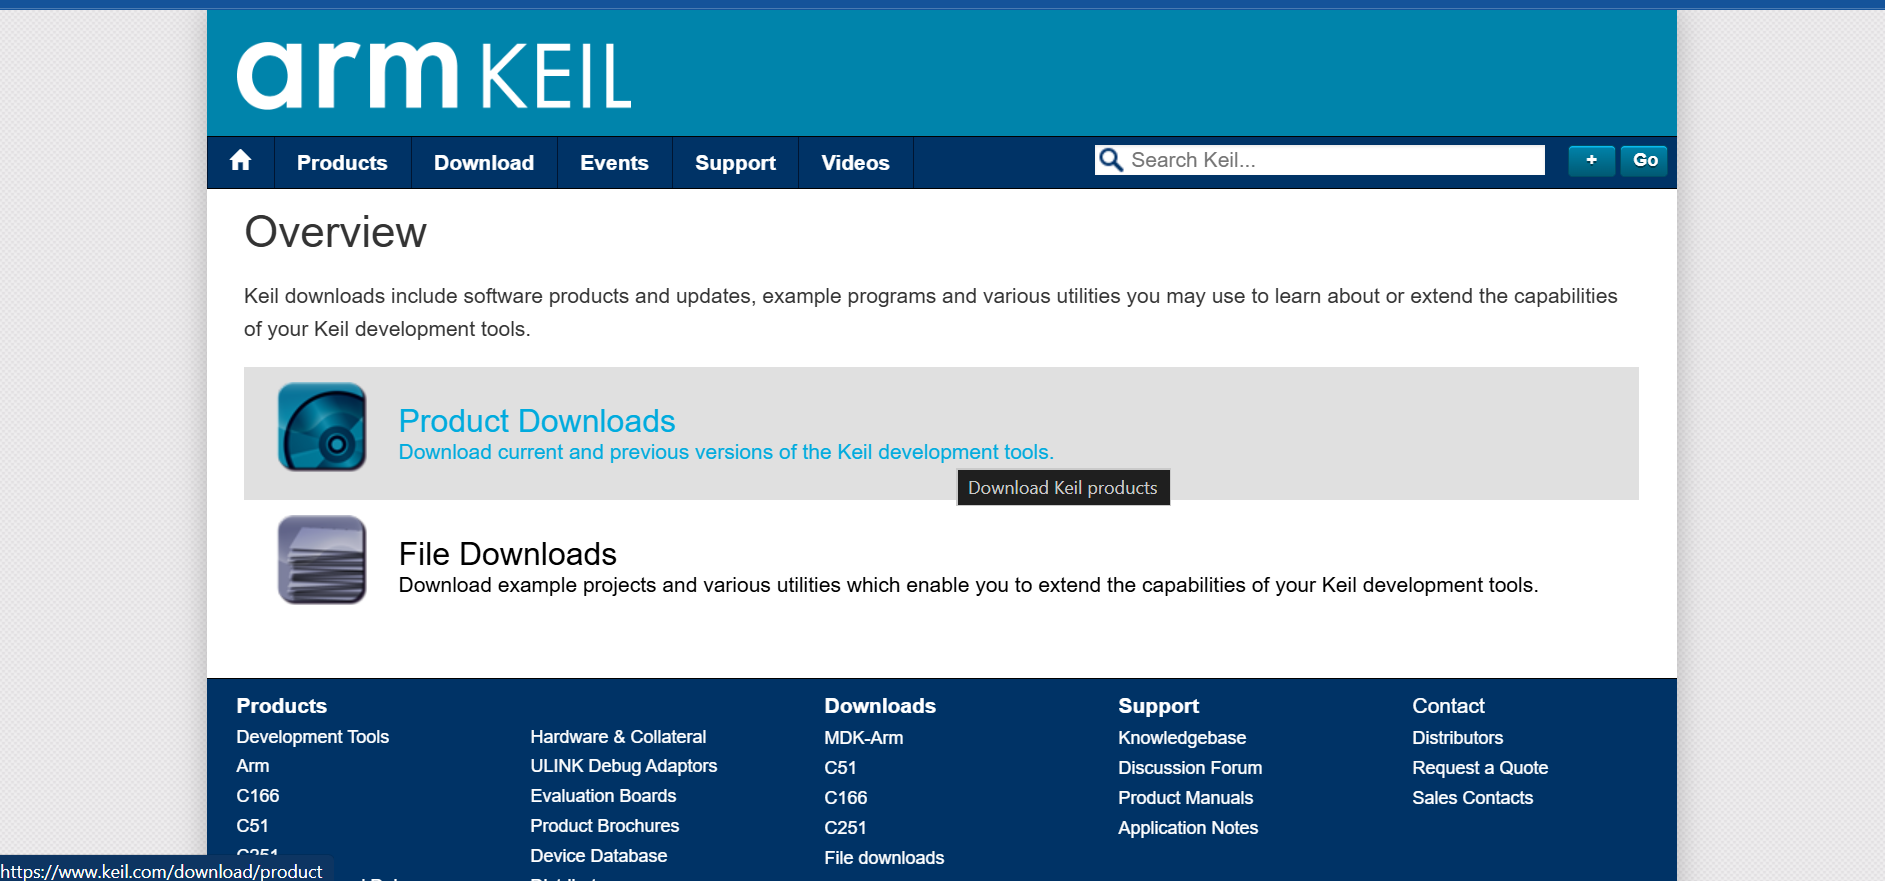 arm KEIL
Products Download Events Support Videos Search Keil... + Go
Overview
Keil downloads include software products and updates, example programs and various utilities you may use to learn about or extend the capabilities
of your Keil development tools.
Product Downloads
Download current and previous versions of the Keil development tools.
Download Keil products
File Downloads
Download example projects and various utilities which enable you to extend the capabilities of your Keil development tools.
Products
Development Tools
Arm
C166
C51
C251
Hardware & Collateral
ULINK Debug Adaptors
Evaluation Boards
Product Brochures
Device Database
Downloads
MDK-Arm
C51
C166
C251
File downloads
Support
Knowledgebase
Discussion Forum
Product Manuals
Application Notes
Contact
Distributors
Request a Quote
Sales Contacts
https://www.keil.com/download/product